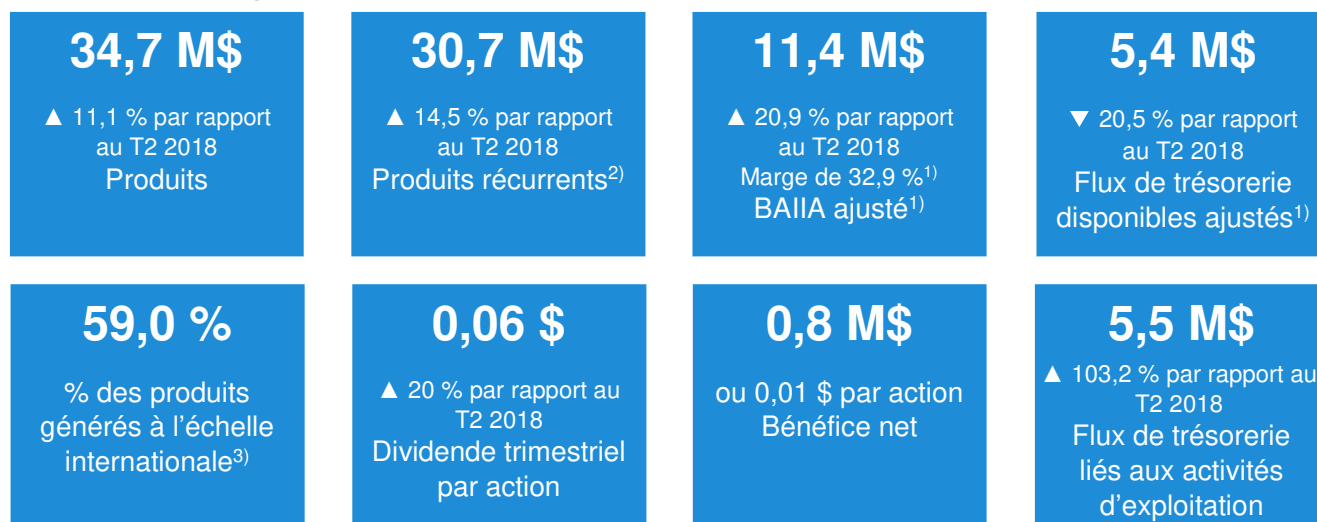 34,7 M$
▲ 11,1 % par rapport
au T2 2018
Produits
30,7 M$
▲ 14,5 % par rapport
au T2 2018
Produits récurrents2)
11,4 M$
▲ 20,9 % par rapport
au T2 2018
Marge de 32,9 %1)
BAIIA ajusté1)
5,4 M$
▼ 20,5 % par rapport
au T2 2018
Flux de trésorerie
disponibles ajustés1)
59,0 %
% des produits
générés à l’échelle
internationale3)
0,06 $
▲ 20 % par rapport au
T2 2018
Dividende trimestriel
par action
0,8 M$
ou 0,01 $ par action
Bénéfice net
5,5 M$
▲ 103,2 % par rapport au
T2 2018
Flux de trésorerie
liés aux activités
d’exploitation